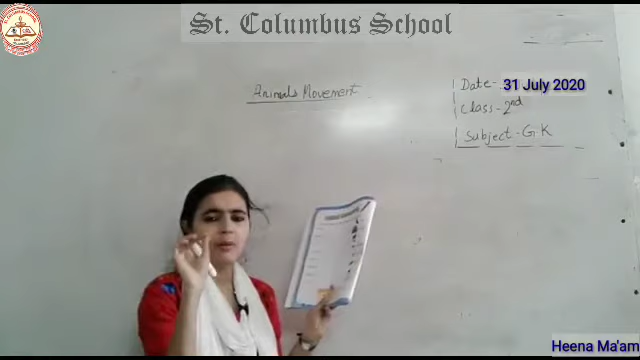 St. Columbus School
Animals Movement
Date- 31 July 2020
Class - 2nd
Subject - G K
Heena Ma'am